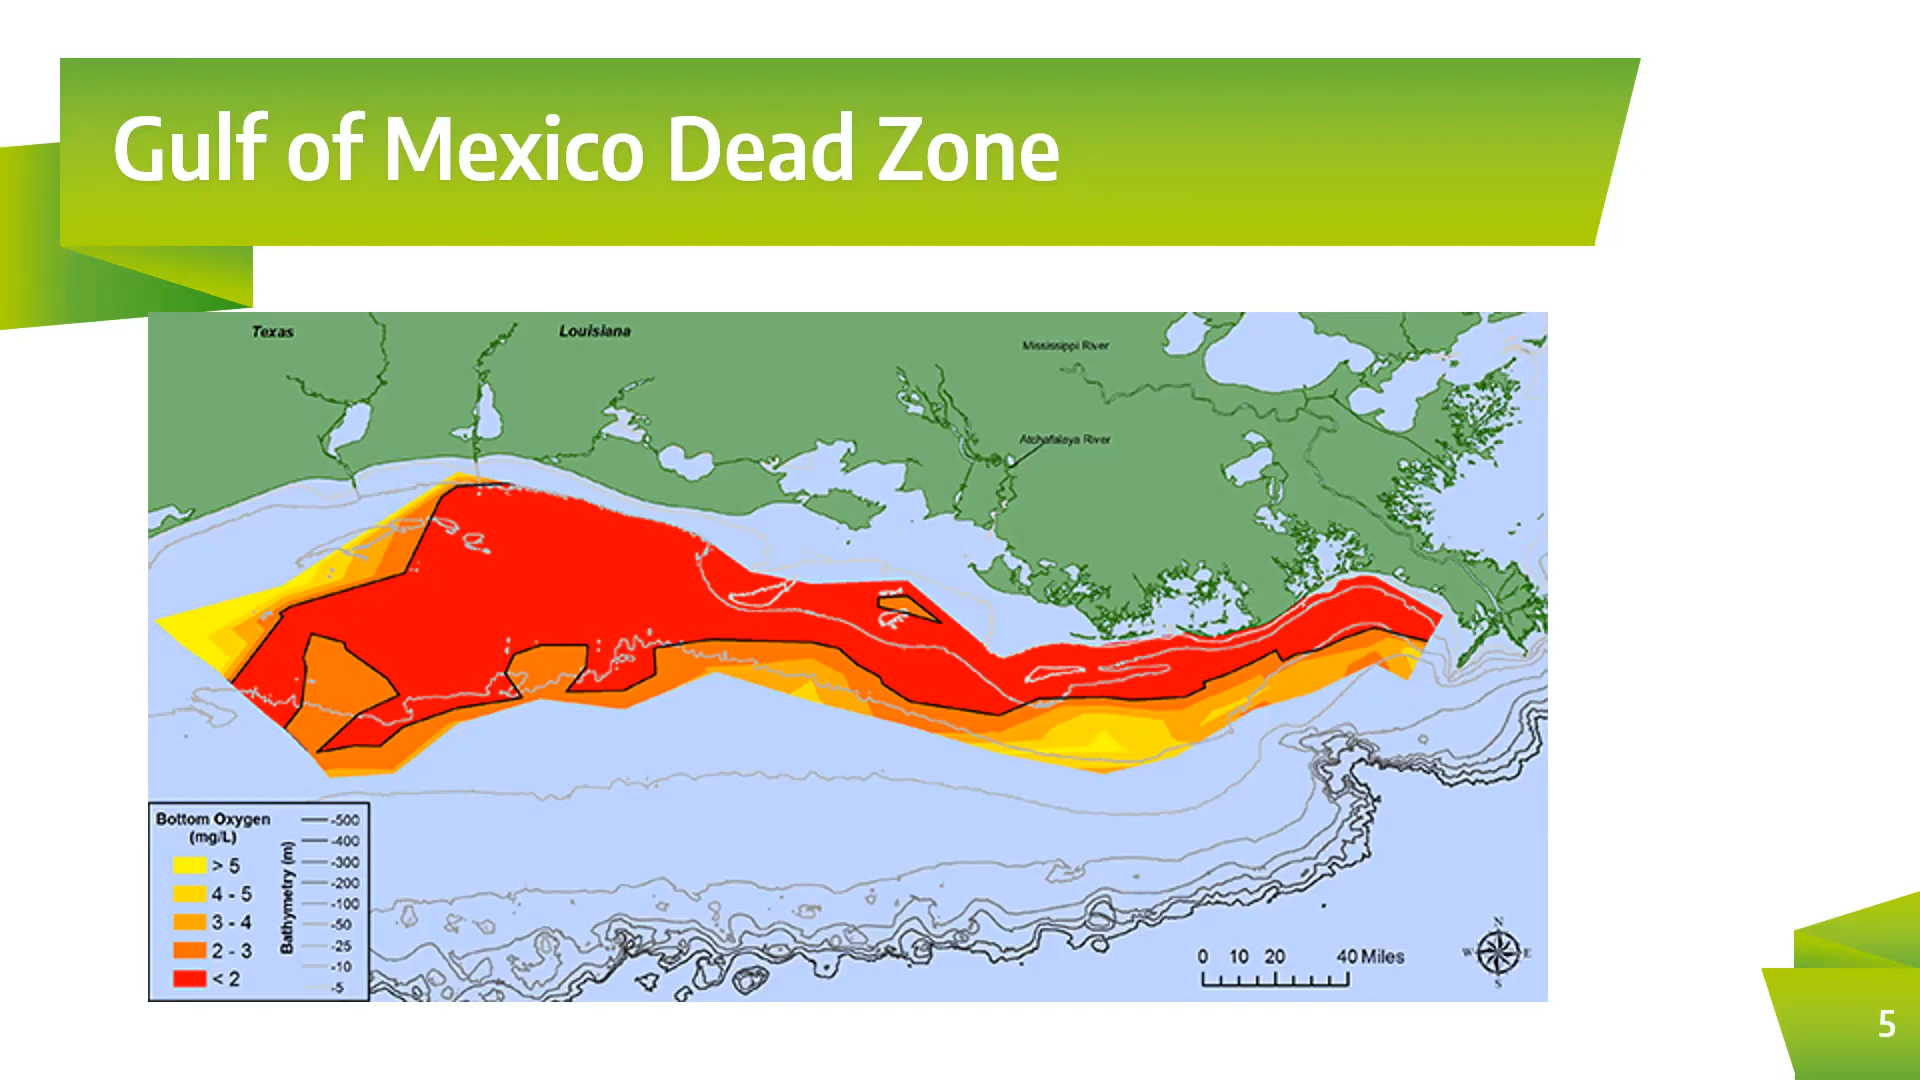 Gulf of Mexico Dead Zone
Texas
Louisiana
Mississippi River
Atchafalaya River
Bottom Oxygen
(mg/L)
> 5
4 - 5
3 - 4
2 - 3
< 2
Bathymetry (m)
-500
-400
-300
-200
-100
-50
-25
-10
-5
0 10 20 40 Miles
N
W E
S
5